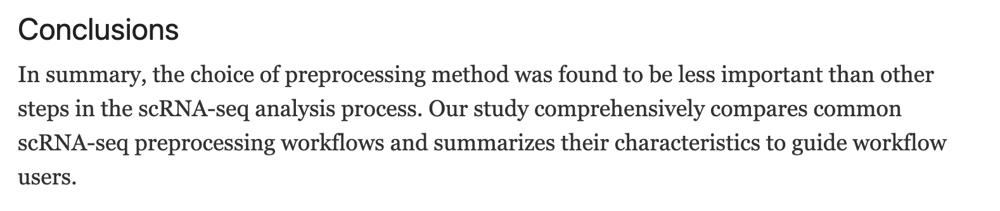 Conclusions
In summary, the choice of preprocessing method was found to be less important than other
steps in the scRNA-seq analysis process. Our study comprehensively compares common
scRNA-seq preprocessing workflows and summarizes their characteristics to guide workflow
users.